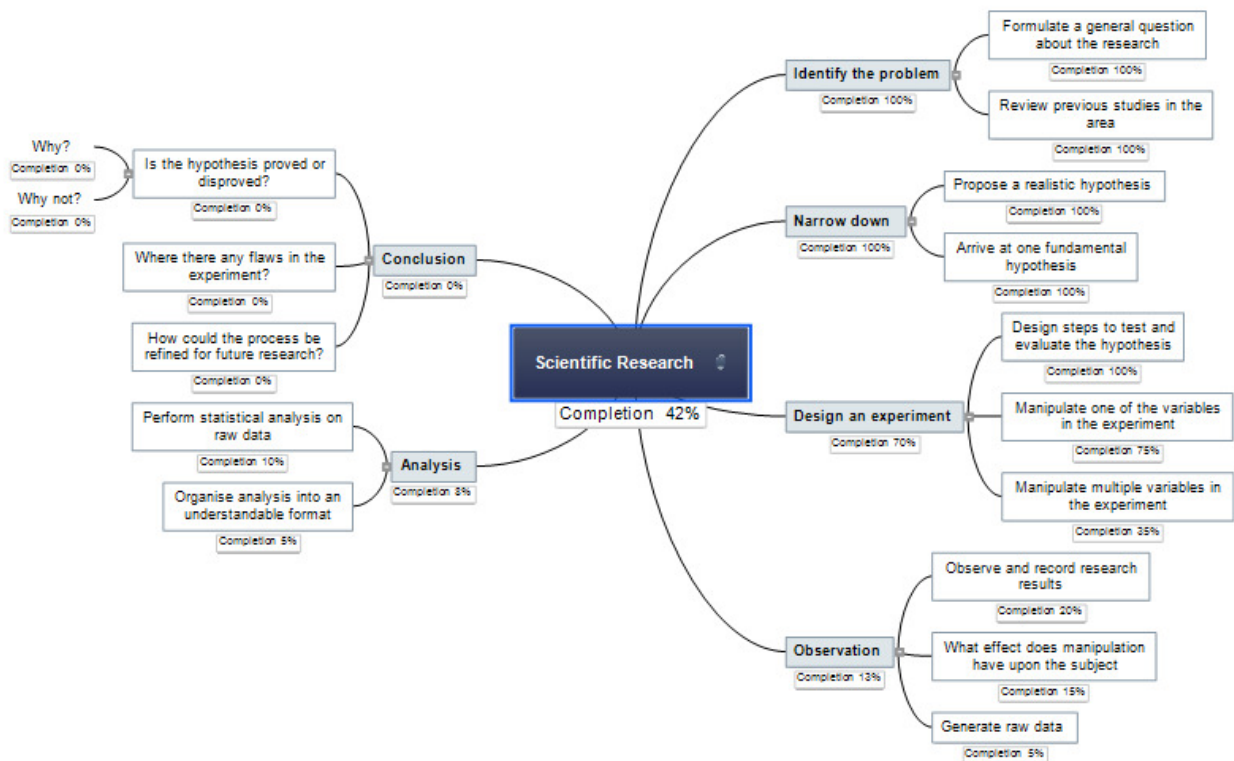 Scientific Research
Completion 42%
Identify the problem
Completion 100%
Formulate a general question
about the research
Completion 100%
Review previous studies in the
area
Completion 100%
Narrow down
Completion 100%
Propose a realistic hypothesis
Completion 100%
Arrive at one fundamental
hypothesis
Completion 100%
Design an experiment
Completion 70%
Design steps to test and
evaluate the hypothesis
Completion 100%
Manipulate one of the variables
in the experiment
Completion 75%
Manipulate multiple variables in
the experiment
Completion 35%
Observation
Completion 13%
Observe and record research
results
Completion 20%
What effect does manipulation
have upon the subject
Completion 15%
Generate raw data
Completion 5%
Analysis
Completion 8%
Perform statistical analysis on
raw data
Completion 10%
Organise analysis into an
understandable format
Completion 5%
Conclusion
Completion 0%
Is the hypothesis proved or
disproved?
Completion 0%
Why?
Completion 0%
Why not?
Completion 0%
Where there any flaws in the
experiment?
Completion 0%
How could the process be
refined for future research?
Completion 0%